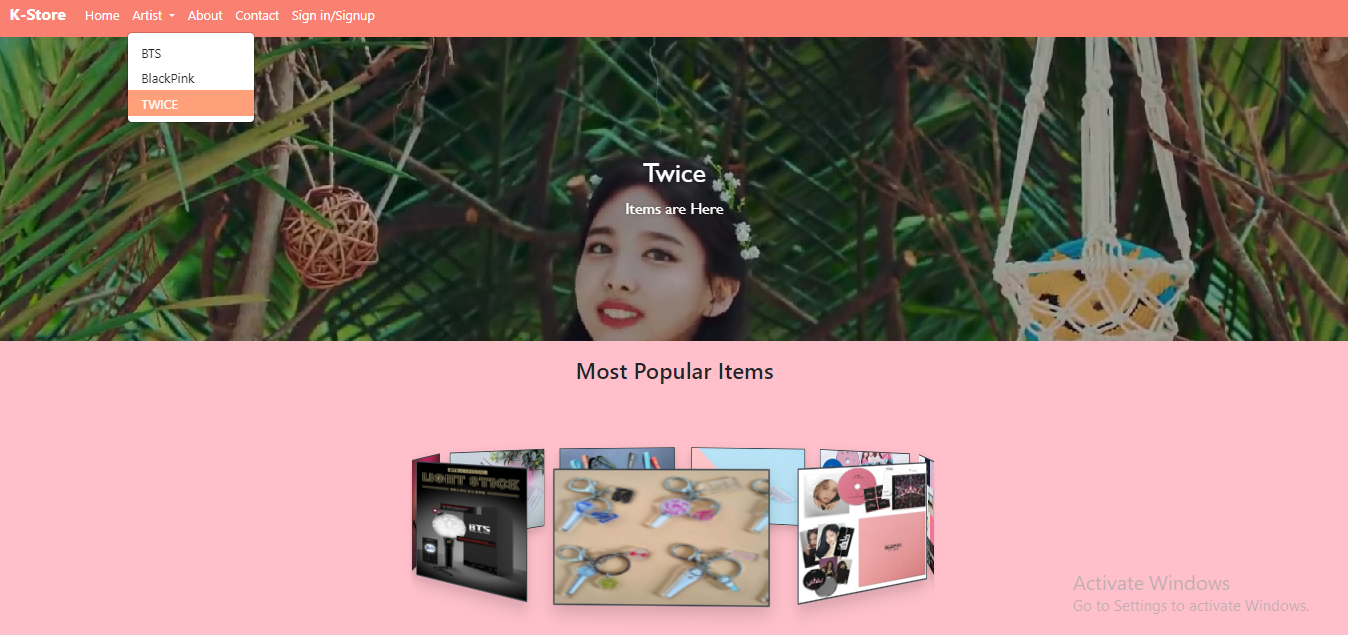 K-Store Home Artist About Contact Sign in/Signup
BTS
BlackPink
TWICE
Twice
Items are Here
Most Popular Items
LIGHT STICK
BTS
Activate Windows
Go to Settings to activate Windows.